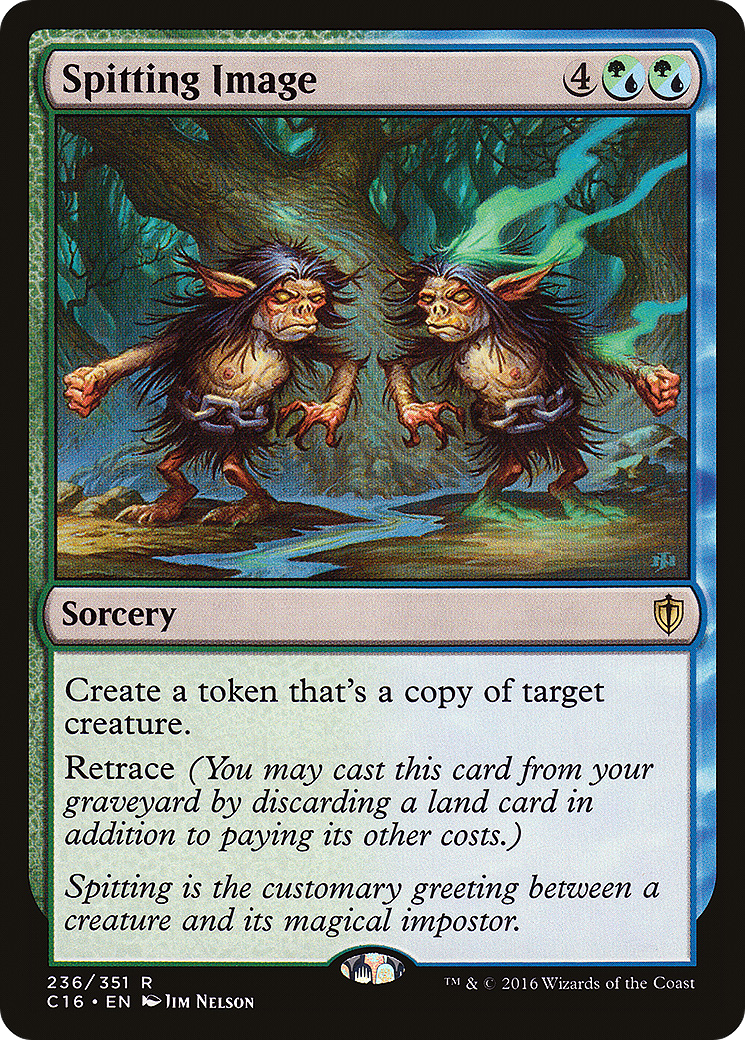 Spitting Image 4
Sorcery
Create a token that's a copy of target
creature.
Retrace (You may cast this card from your
graveyard by discarding a land card in
addition to paying its other costs.)
Spitting is the customary greeting between a
creature and its magical impostor.
236/351 R
C16 • EN Jim Nelson
™ & © 2016 Wizards of the Coast